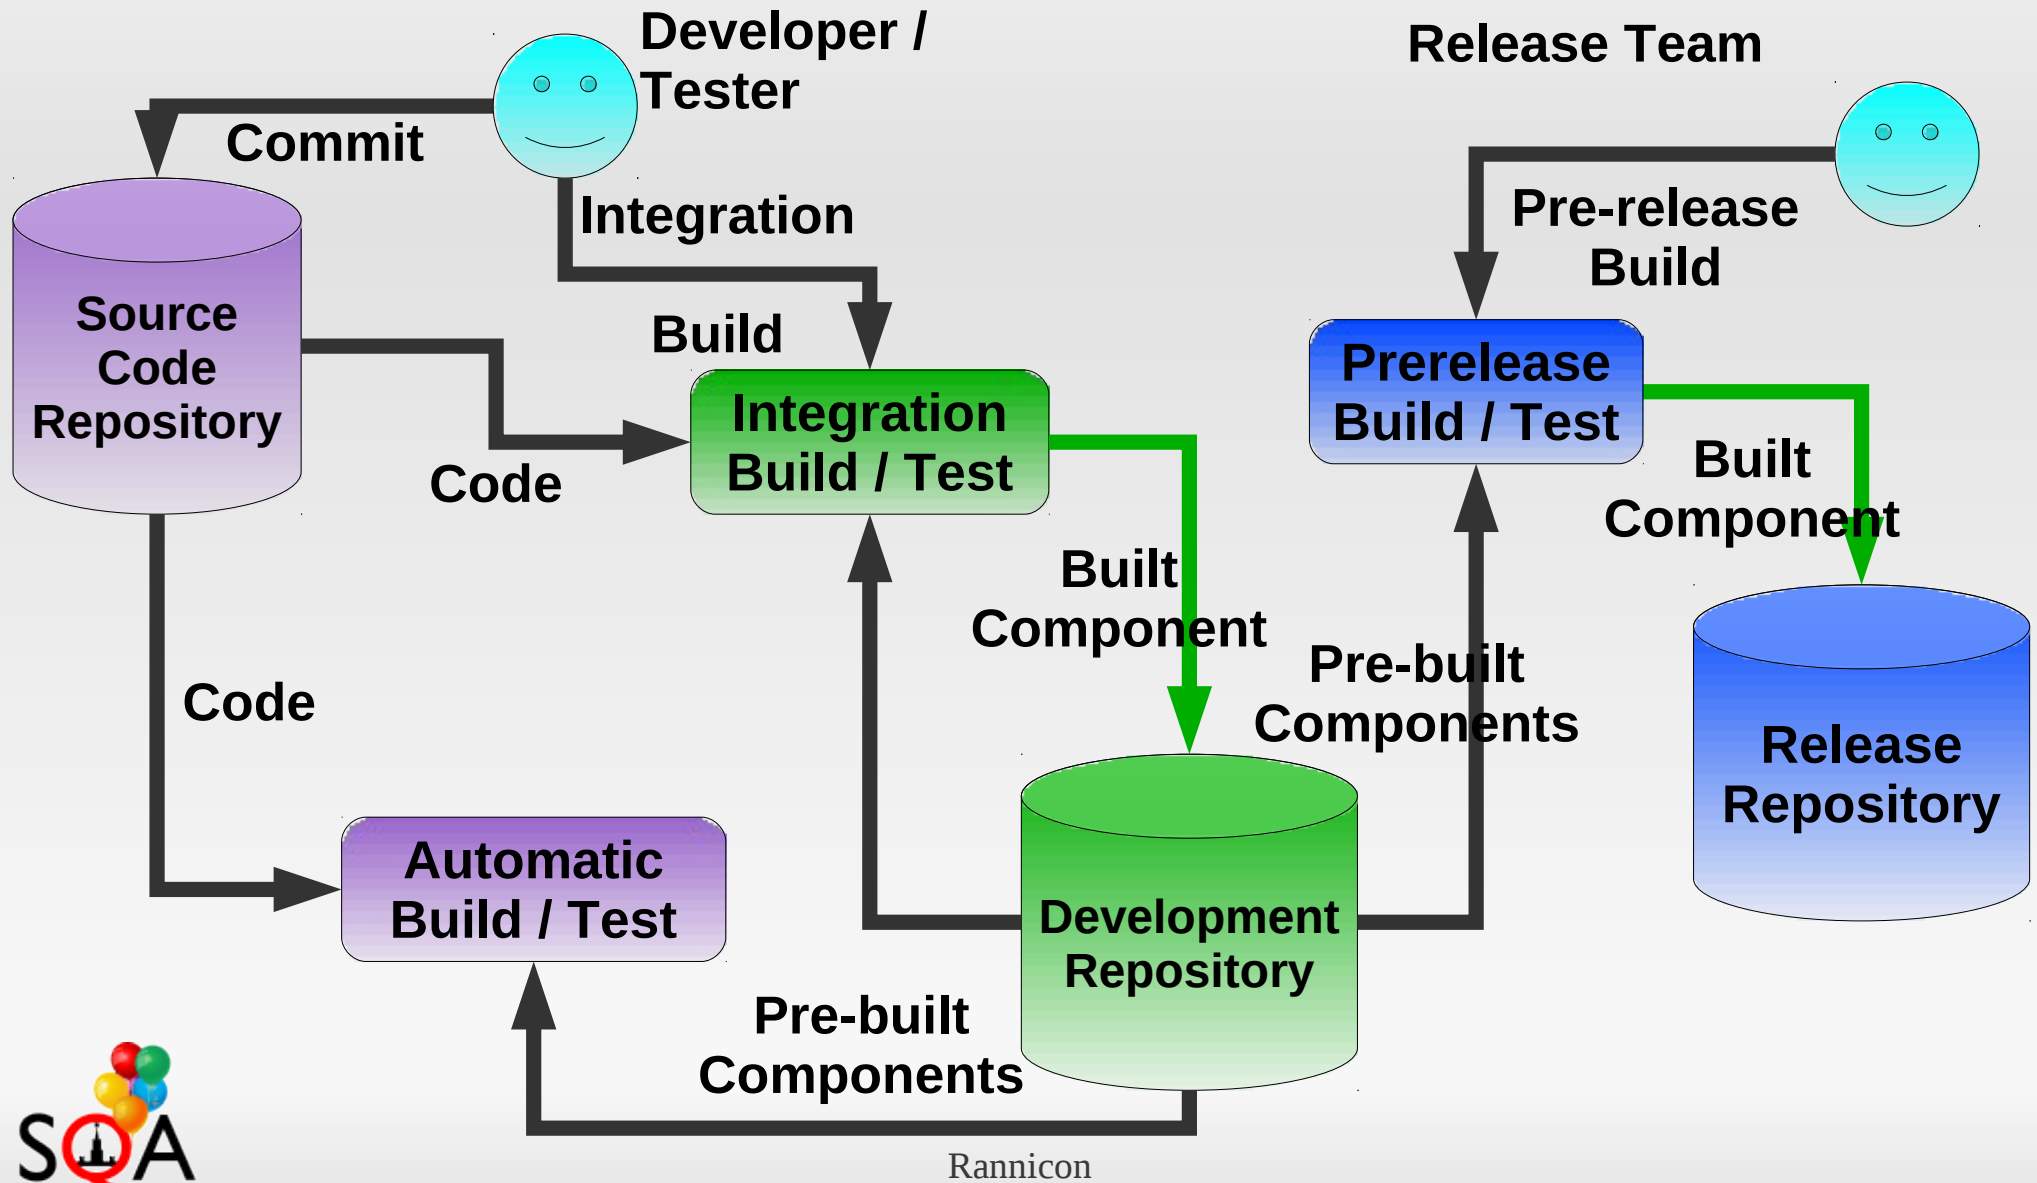 Developer /
Tester
Release Team
Commit
Integration
Build
Pre-release
Build
Source
Code
Repository
Code
Integration
Build / Test
Prerelease
Build / Test
Built
Component
Built
Component
Pre-built
Components
Code
Release
Repository
Automatic
Build / Test
Development
Repository
Pre-built
Components
SQA
Rannicon